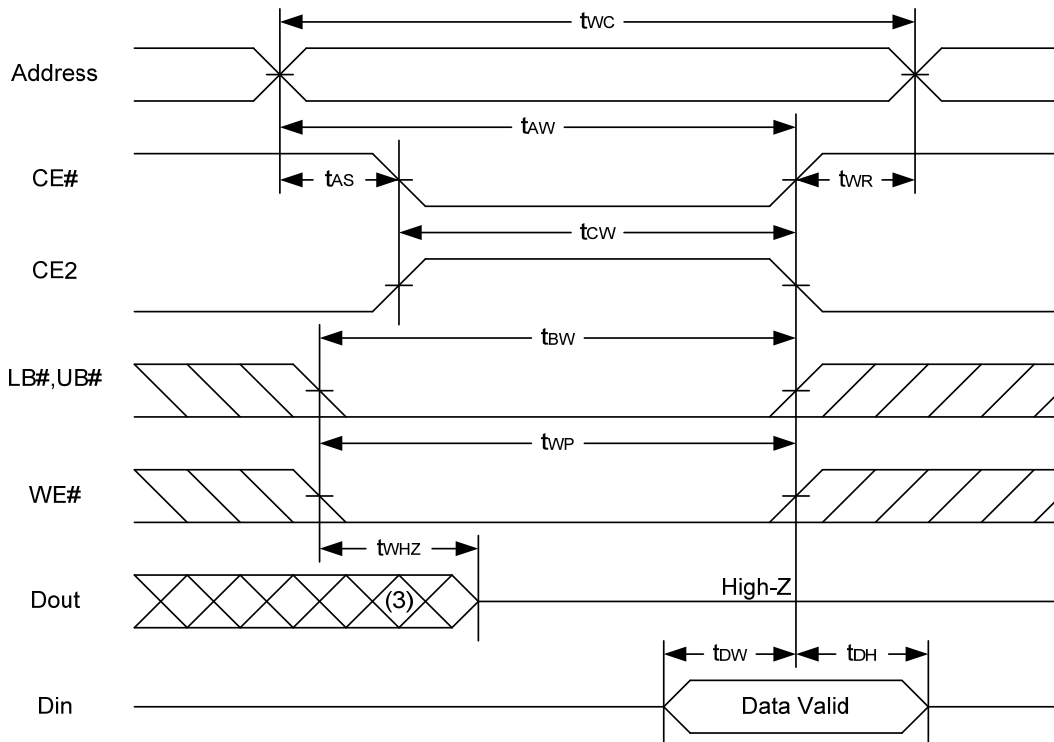 tWC
Address
tAW
CE#
tAS
tWR
tCW
CE2
tBW
LB#,UB#
tWP
WE#
tWHZ
Dout
(3)
High-Z
tDW
tDH
Din
Data Valid